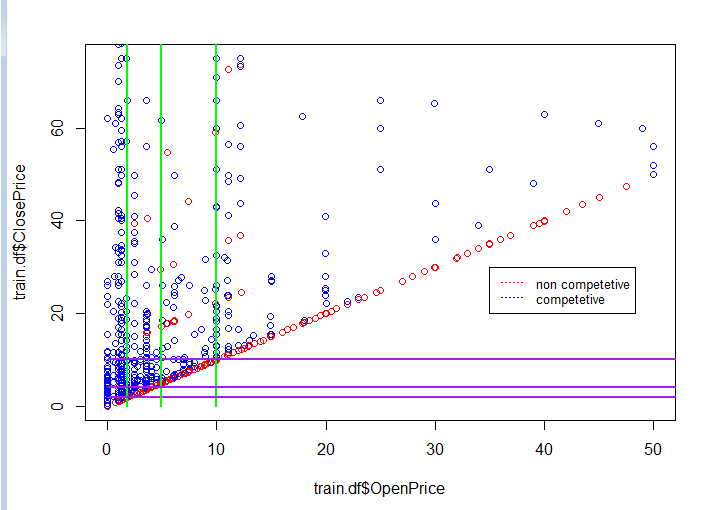 train.df$ClosePrice
60
40
20
0
non competetive
competetive
0
10
20
30
40
50
train.df$OpenPrice